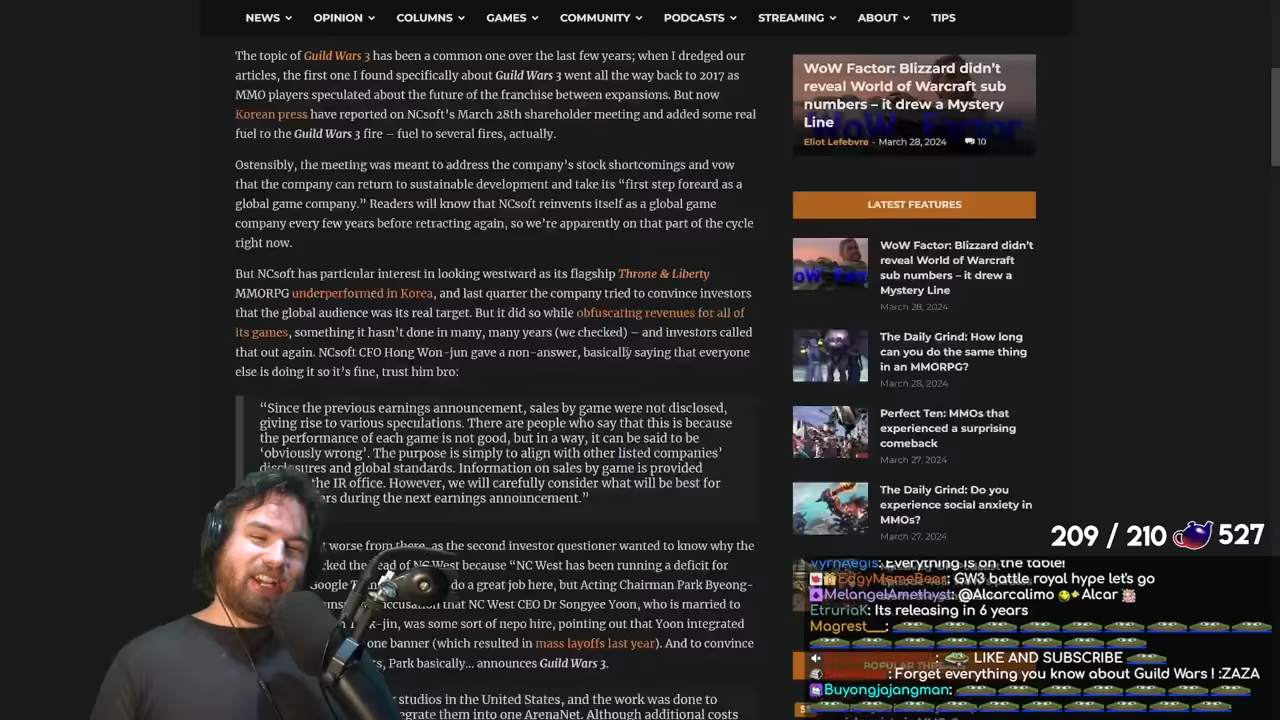 NEWS OPINION COLUMNS GAMES COMMUNITY PODCASTS STREAMING ABOUT TIPS
The topic of Guild Wars 3 has been a common one over the last few years; when I dredged our
articles, the first one I found specifically about Guild Wars 3 went all the way back to 2017 as
MMO players speculated about the future of the franchise between expansions. But now
Korean press have reported on NCsoft's March 28th shareholder meeting and added some real
fuel to the Guild Wars 3 fire – fuel to several fires, actually.
Ostensibly, the meeting was meant to address the company's stock shortcomings and vow
that the company can return to sustainable development and take its "first step foreard as a
global game company." Readers will know that NCsoft reinvents itself as a global game
company every few years before retracting again, so we're apparently on that part of the cycle
right now.
But NCsoft has particular interest in looking westward as its flagship Throne & Liberty
MMORPG underperformed in Korea, and last quarter the company tried to convince investors
that the global audience was its real target. But it did so while obfuscating revenues for all of
its games, something it hasn't done in many, many years (we checked) – and investors called
that out again. NCsoft CFO Hong Won-jun gave a non-answer, basically saying that everyone
else is doing it so it's fine, trust him bro:
"Since the previous earnings announcement, sales by game were not disclosed,
giving rise to various speculations. There are people who say that this is because
the performance of each game is not good, but in a way, it can be said to be
'obviously wrong'. The purpose is simply to align with other listed companies'
disclosures and global standards. Information on sales by game is provided
the IR office. However, we will carefully consider what will be best for
during the next earnings announcement."
worse from there, as the second investor questioner wanted to know why the
head of NC West because "NC West has been running a deficit for
do a great job here, but Acting Chairman Park Byeong-
that NC West CEO Dr Songyee Yoon, who is married to
was some sort of nepo hire, pointing out that Yoon integrated
one banner (which resulted in mass layoffs last year). And to convince
Park basically... announces Guild Wars 3.
studios in the United States, and the work was done to
them into one ArenaNet. Although additional costs
WoW Factor: Blizzard didn't
reveal World of Warcraft sub
numbers – it drew a Mystery
Line
Eliot Lefebvre - March 28, 2024 10
LATEST FEATURES
WoW Factor: Blizzard didn't
reveal World of Warcraft
sub numbers – it drew a
Mystery Line
March 28, 2024
The Daily Grind: How long
can you do the same thing
in an MMORPG?
March 28, 2024
Perfect Ten: MMOs that
experienced a surprising
comeback
March 27, 2024
The Daily Grind: Do you
experience social anxiety in
MMOs?
March 27, 2024
209 / 210 527
VyrnAegis: Everything is on the table!
EdgyMemeBear: GW3 battle royal hype let's go
MelangelAmethyst: @Alcarcalimo Alcar
EtruriaK: Its releasing in 6 years
Magrest__:
LIKE AND SUBSCRIBE
: Forget everything you know about Guild Wars ! :ZAZA
Buyongjajangman: